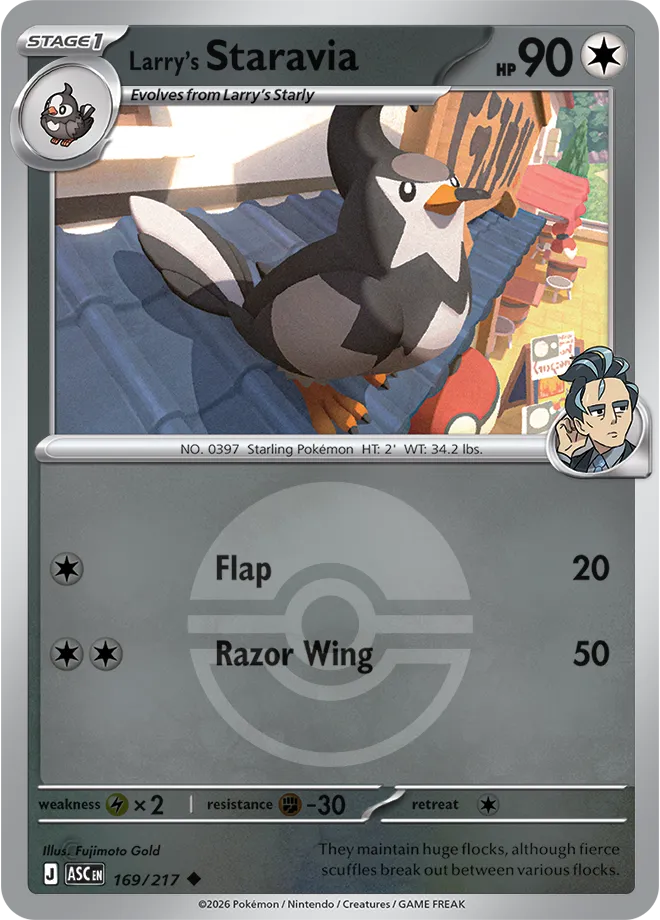 STAGE1
Larry's Staravia
HP 90
Evolves from Larry's Starly
NO. 0397 Starling Pokémon HT: 2' WT: 34.2 lbs.
Flap 20
Razor Wing 50
weakness ×2 resistance -30 retreat
Illus. Fujimoto Gold
They maintain huge flocks, although fierce
scuffles break out between various flocks.
J ASC EN 169/217
©2026 Pokémon / Nintendo / Creatures / GAME FREAK